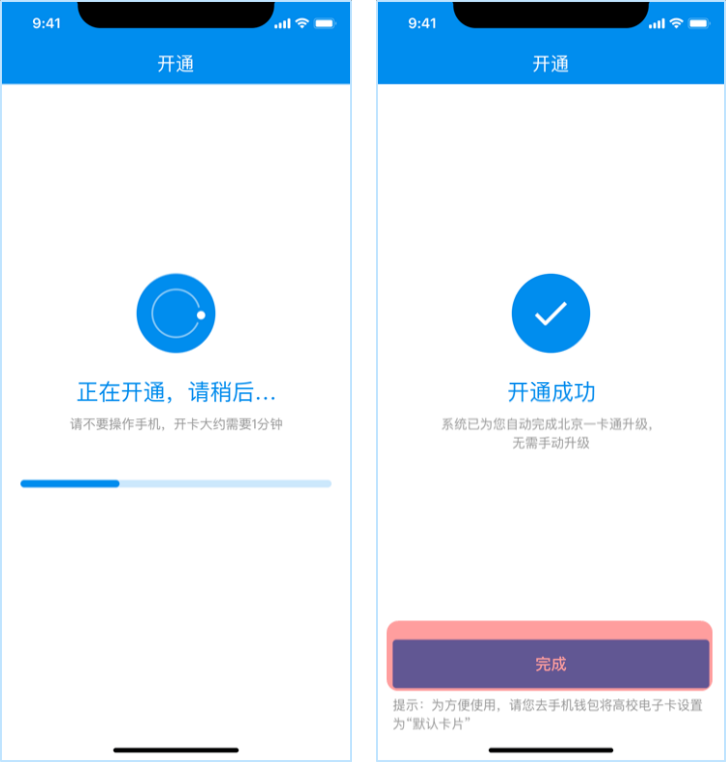 9:41
开通
正在开通，请稍后...
请不要操作手机，开卡大约需要1分钟
9:41
开通
开通成功
系统已为您自动完成北京一卡通升级，
无需手动升级
完成
提示：为方便使用，请您去手机钱包将高校电子卡设置
为“默认卡片”